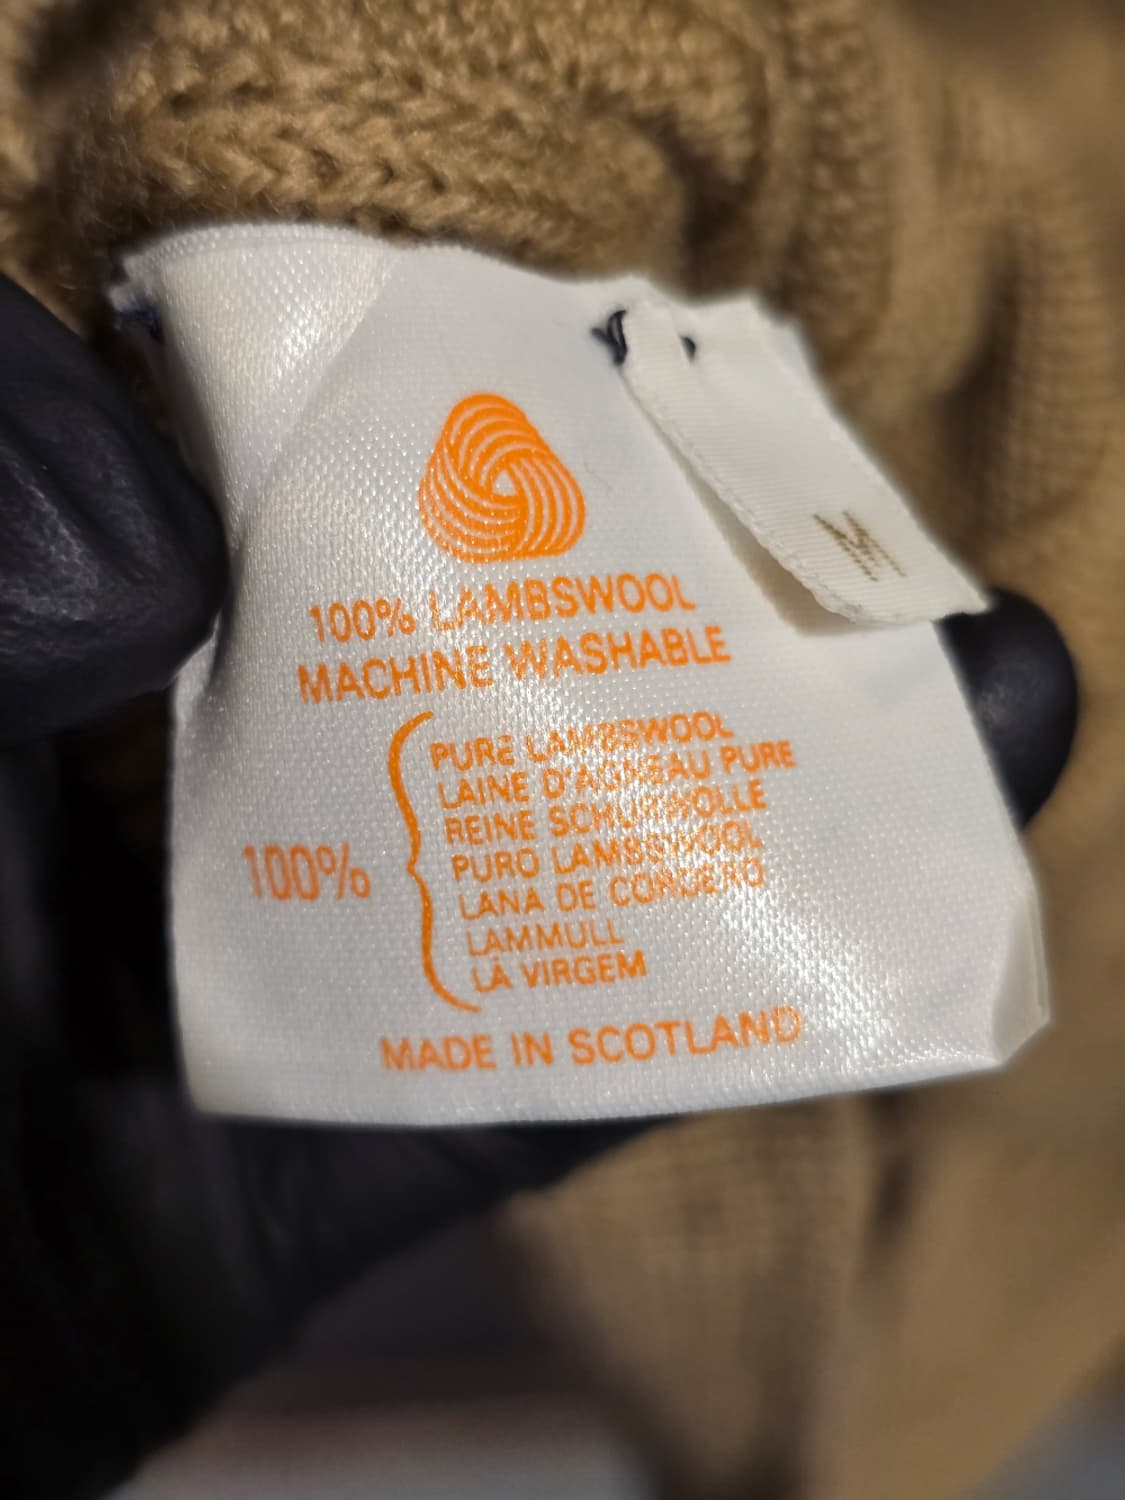 M
100% LAMBSWOOL
MACHINE WASHABLE
100%
PURE LAMBSWOOL
LAINE D'AGNEAU PURE
REINE SCHURWOLLE
PURO LAMBSWOOL
LANA DE CORDERO
LAMMULL
LÀ VIRGEM
MADE IN SCOTLAND